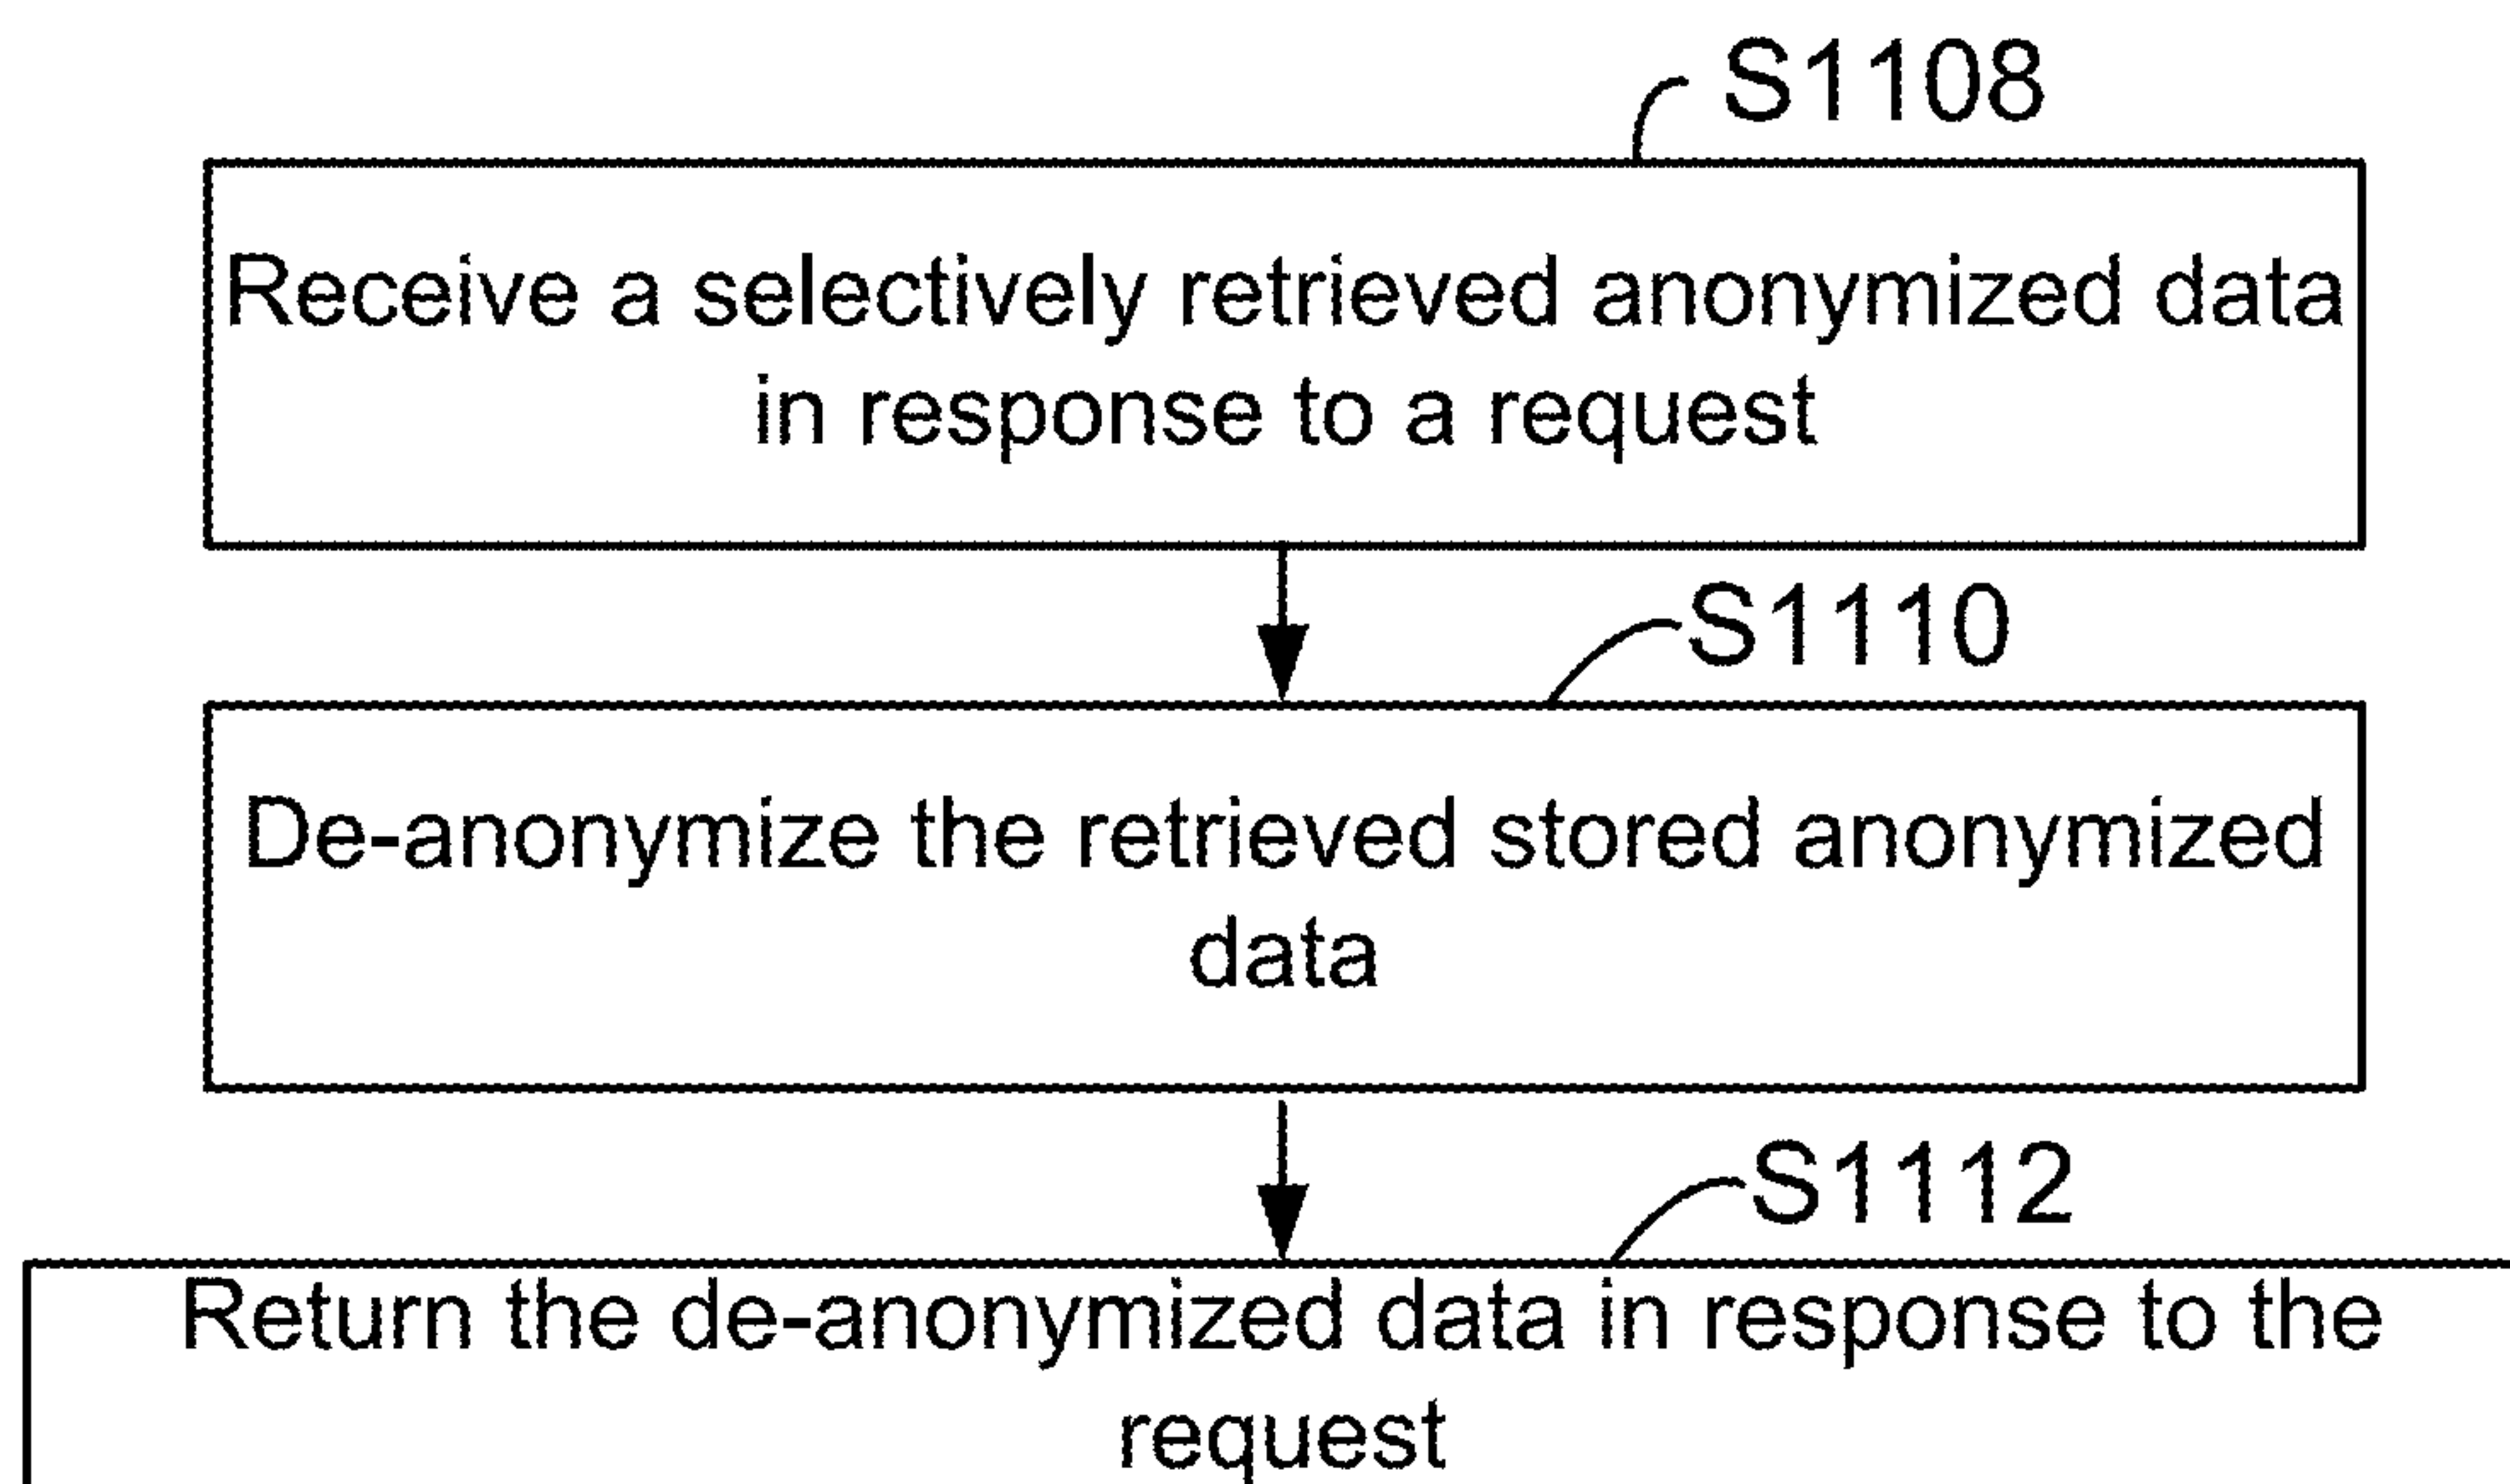 S1108
Receive a selectively retrieved anonymized data
in response to a request
S1110
De-anonymize the retrieved stored anonymized
data
S1112
Return the de-anonymized data in response to the
request